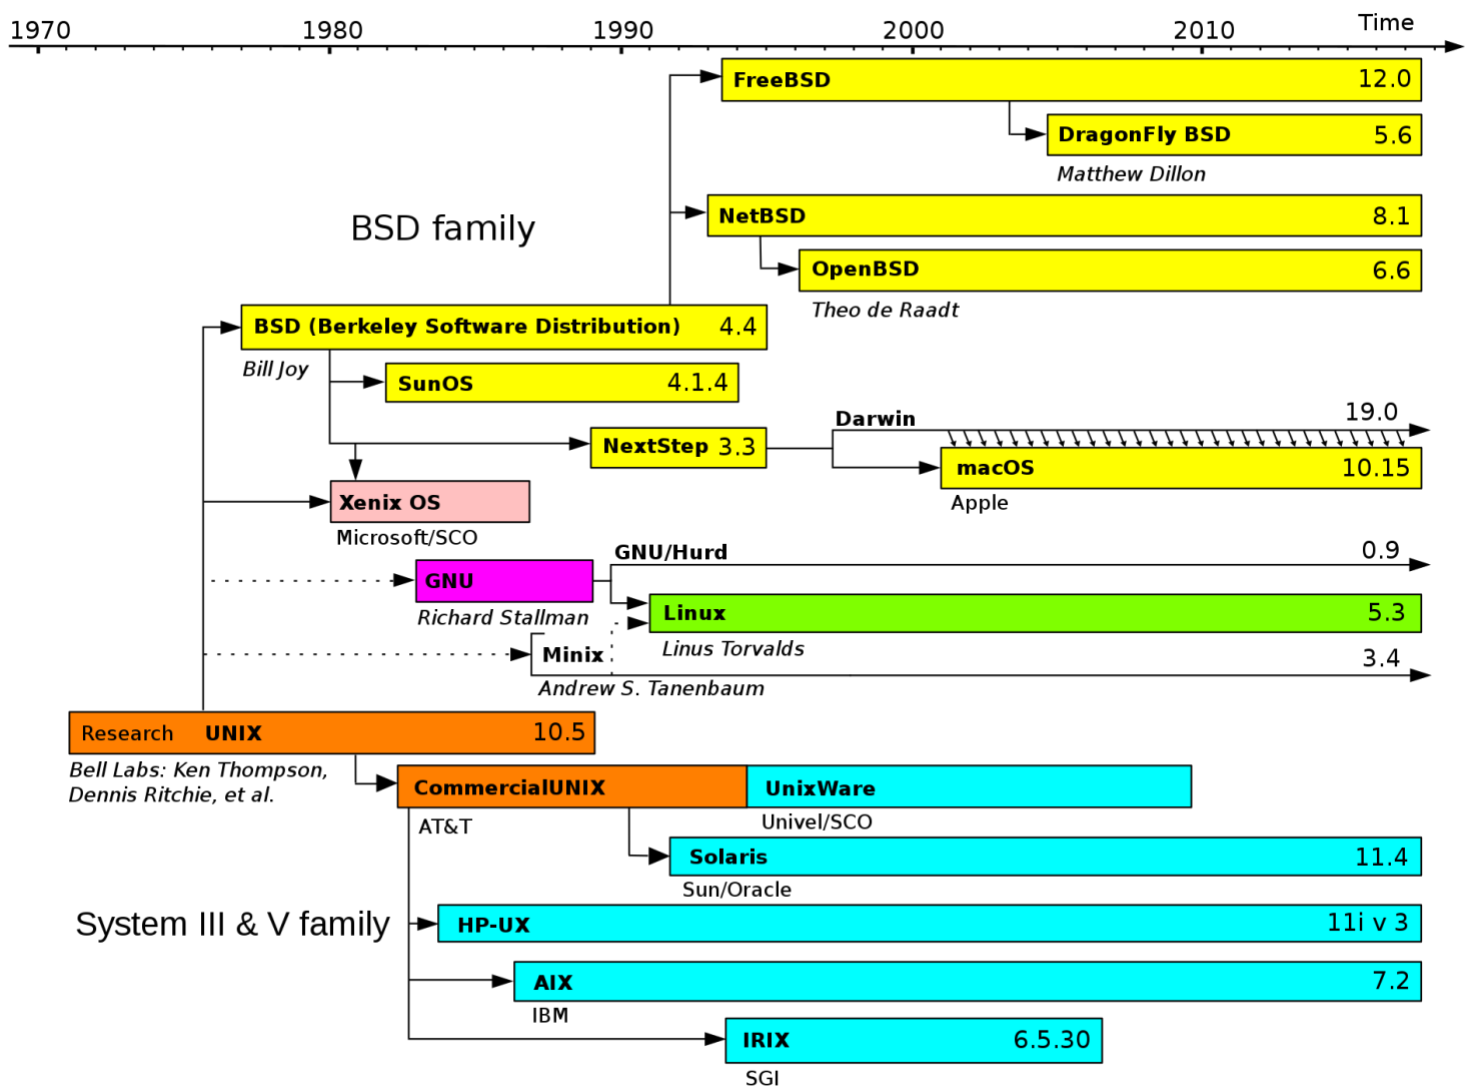 1970 1980 1990 2000 2010 Time
FreeBSD 12.0
DragonFly BSD 5.6
Matthew Dillon
NetBSD 8.1
BSD family
OpenBSD 6.6
Theo de Raadt
BSD (Berkeley Software Distribution) 4.4
Bill Joy
SunOS 4.1.4
Darwin 19.0
NextStep 3.3
macOS 10.15
Apple
Xenix OS
Microsoft/SCO
GNU/Hurd 0.9
GNU
Richard Stallman
Linux 5.3
Linus Torvalds
Minix 3.4
Andrew S. Tanenbaum
Research UNIX 10.5
Bell Labs: Ken Thompson,
Dennis Ritchie, et al.
CommercialUNIX UnixWare
AT&T Univel/SCO
Solaris 11.4
Sun/Oracle
System III & V family
HP-UX 11i v 3
AIX 7.2
IBM
IRIX 6.5.30
SGI